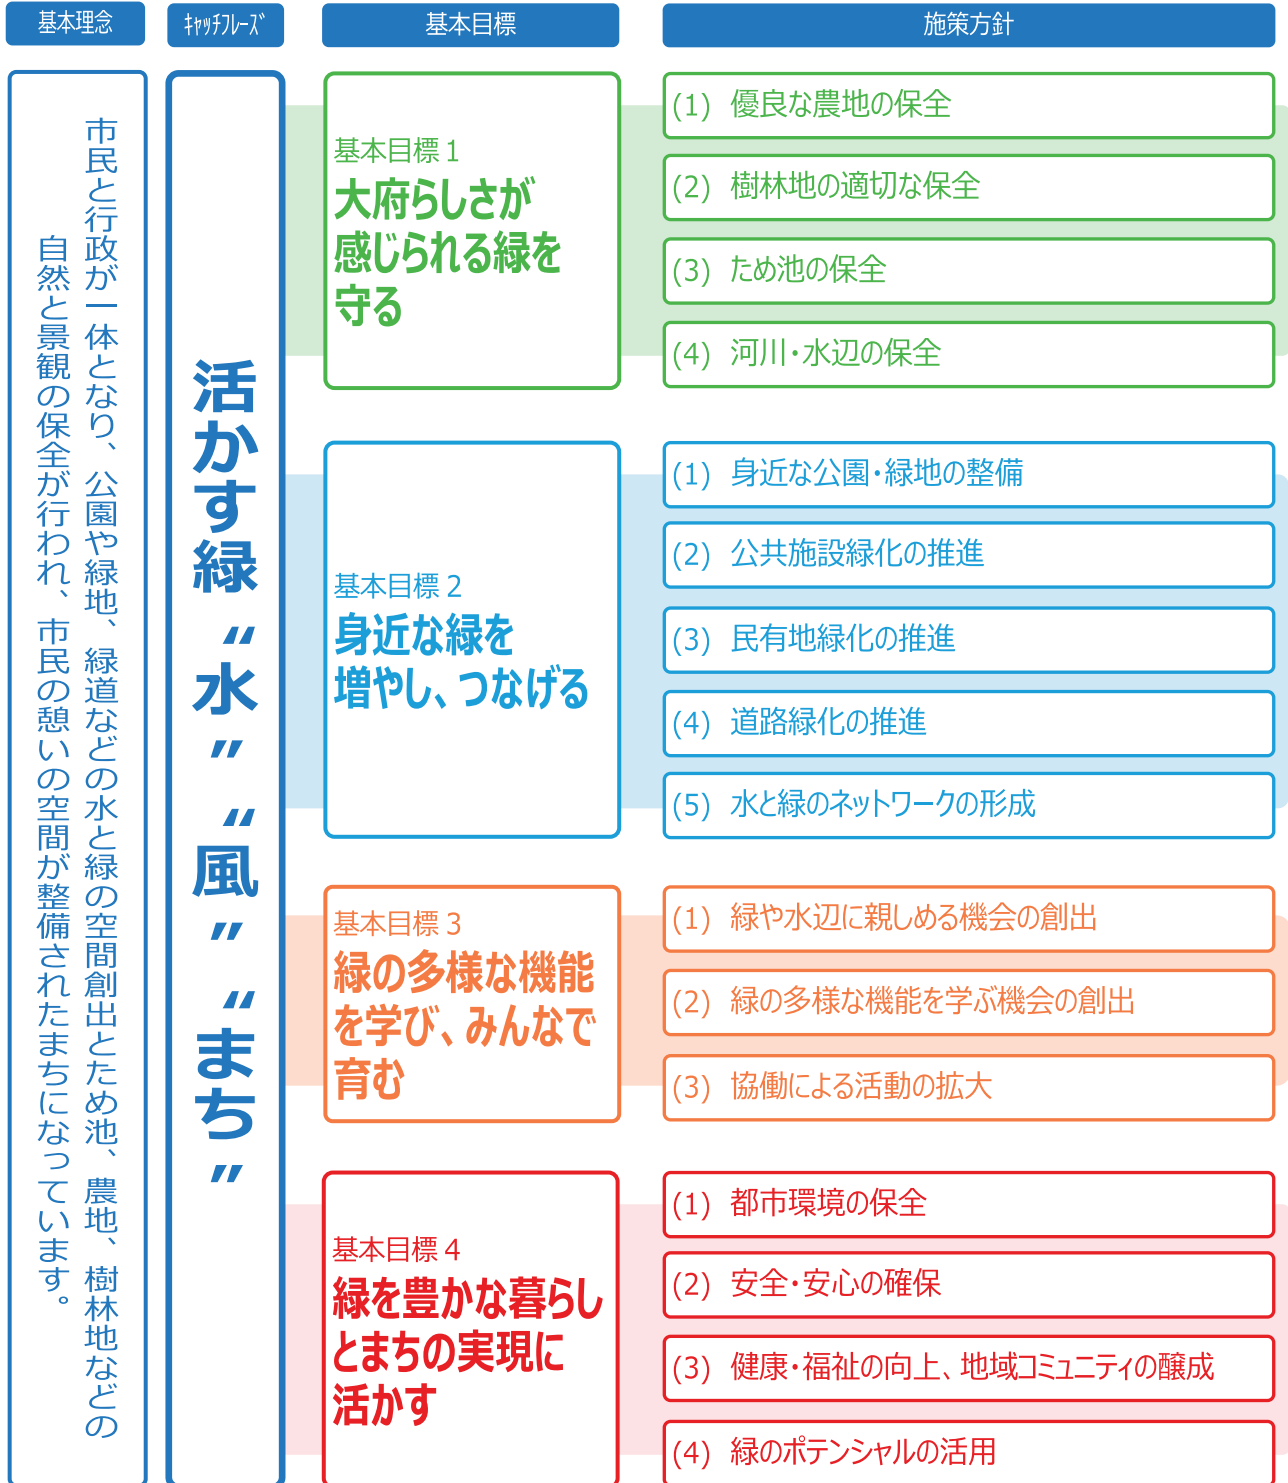 基本理念
ｷｬｯﾁﾌﾚｰｽﾞ
基本目標
施策方針
市民と行政が一体となり、公園や緑地、緑道などの水と緑の空間創出とため池、農地、樹林地などの
自然と景観の保全が行われ、市民の憩いの空間が整備されたまちになっています。
活かす緑“水”“風”“まち”
基本目標 1
大府らしさが
感じられる緑を
守る
(1) 優良な農地の保全
(2) 樹林地の適切な保全
(3) ため池の保全
(4) 河川・水辺の保全
基本目標 2
身近な緑を
増やし、つなげる
(1) 身近な公園・緑地の整備
(2) 公共施設緑化の推進
(3) 民有地緑化の推進
(4) 道路緑化の推進
(5) 水と緑のネットワークの形成
基本目標 3
緑の多様な機能
を学び、みんなで
育む
(1) 緑や水辺に親しめる機会の創出
(2) 緑の多様な機能を学ぶ機会の創出
(3) 協働による活動の拡大
基本目標 4
緑を豊かな暮らし
とまちの実現に
活かす
(1) 都市環境の保全
(2) 安全・安心の確保
(3) 健康・福祉の向上、地域コミュニティの醸成
(4) 緑のポテンシャルの活用